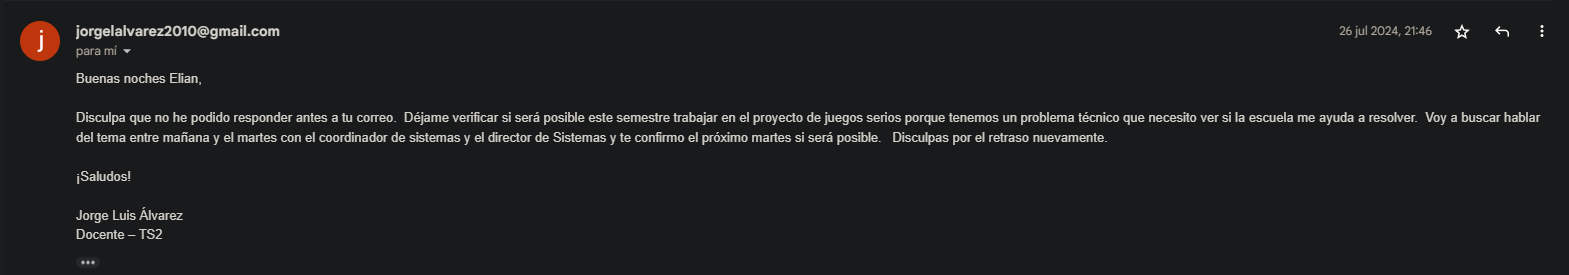 j
jorgelalvarez2010@gmail.com
26 jul 2024, 21:46
para mí
Buenas noches Elian,
Disculpa que no he podido responder antes a tu correo.  Déjame verificar si será posible este semestre trabajar en el proyecto de juegos serios porque tenemos un problema técnico que necesito ver si la escuela me ayuda a resolver.  Voy a buscar hablar
del tema entre mañana y el martes con el coordinador de sistemas y el director de Sistemas y te confirmo el próximo martes si será posible.   Disculpas por el retraso nuevamente.
¡Saludos!
Jorge Luis Álvarez
Docente – TS2